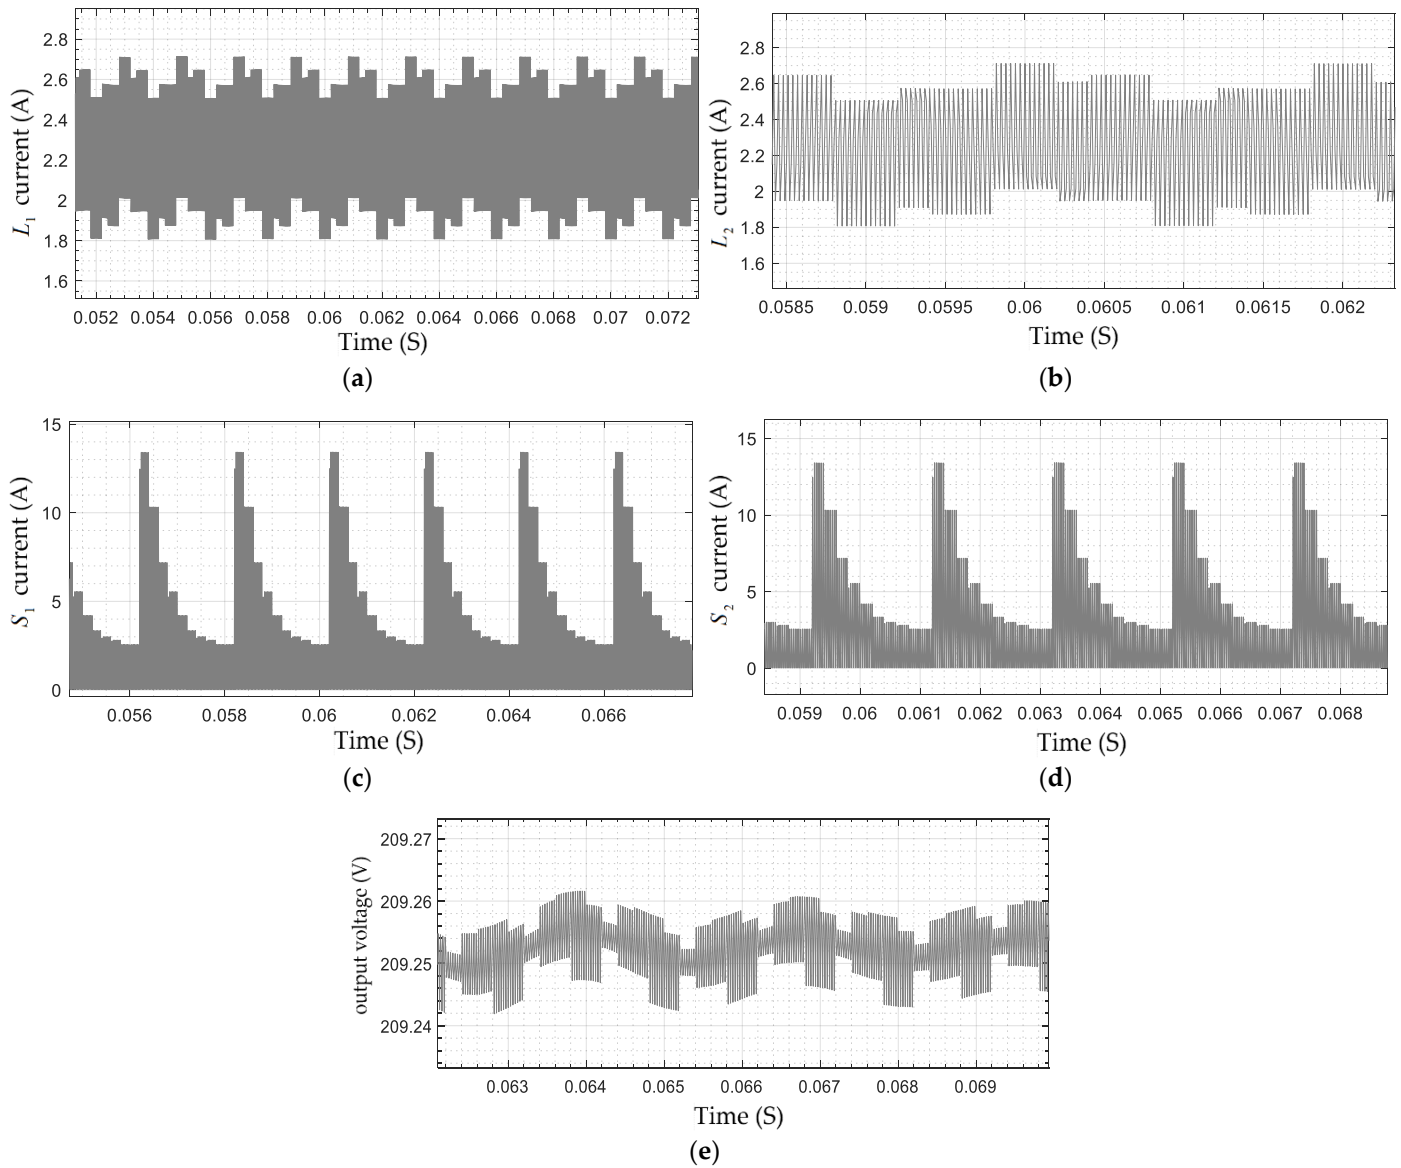 L1 current (A)
2.8
2.6
2.4
2.2
2
1.8
1.6
0.052 0.054 0.056 0.058 0.06 0.062 0.064 0.066 0.068 0.07 0.072
Time (S)
(a)
L2 current (A)
2.8
2.6
2.4
2.2
2
1.8
1.6
0.0585 0.059 0.0595 0.06 0.0605 0.061 0.0615 0.062
Time (S)
(b)
S1 current (A)
15
10
5
0
0.056 0.058 0.06 0.062 0.064 0.066
Time (S)
(c)
S2 current (A)
15
10
5
0
0.059 0.06 0.061 0.062 0.063 0.064 0.065 0.066 0.067 0.068
Time (S)
(d)
output voltage (V)
209.27
209.26
209.25
209.24
0.063 0.064 0.065 0.066 0.067 0.068 0.069
Time (S)
(e)